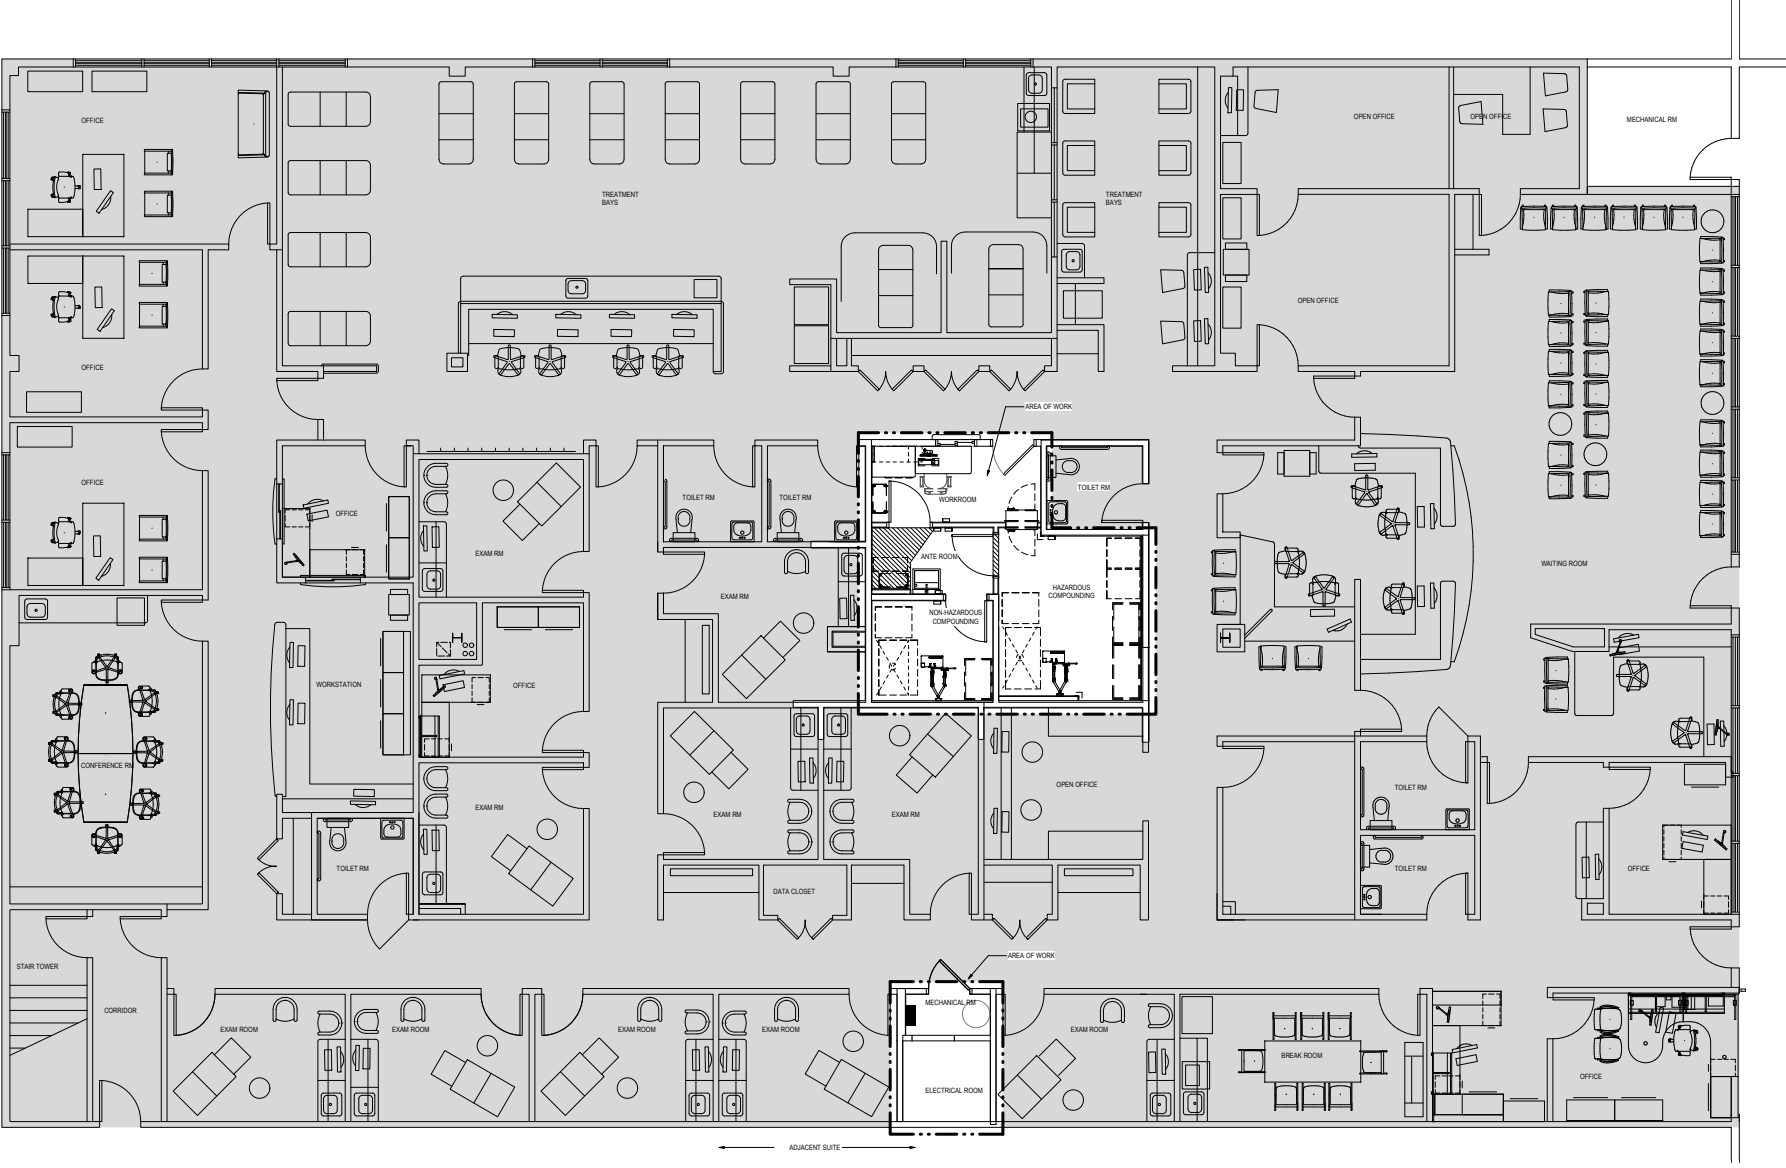 OFFICE
TREATMENT
BAYS
TREATMENT
BAYS
OPEN OFFICE
OPEN OFFICE
MECHANICAL RM
OPEN OFFICE
OFFICE
AREA OF WORK
OFFICE
OFFICE
EXAM RM
TOILET RM
TOILET RM
WORKROOM
TOILET RM
ANTE ROOM
HAZARDOUS
COMPOUNDING
WAITING ROOM
EXAM RM
NON-HAZARDOUS
COMPOUNDING
WORKSTATION
OFFICE
CONFERENCE RM
EXAM RM
EXAM RM
EXAM RM
OPEN OFFICE
TOILET RM
TOILET RM
DATA CLOSET
TOILET RM
OFFICE
STAIR TOWER
AREA OF WORK
CORRIDOR
EXAM ROOM
EXAM ROOM
EXAM ROOM
EXAM ROOM
MECHANICAL RM
EXAM ROOM
BREAK ROOM
OFFICE
ELECTRICAL ROOM
ADJACENT SUITE